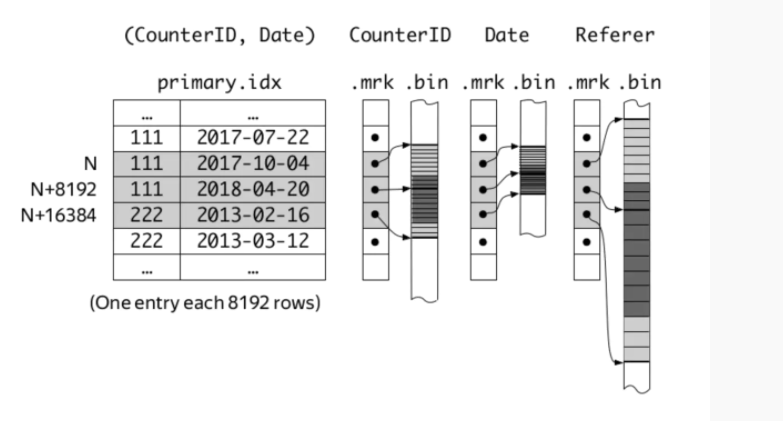 (CounterID, Date) CounterID Date Referer
primary.idx .mrk .bin .mrk .bin .mrk .bin
... ...
111 2017-07-22
N 111 2017-10-04
N+8192 111 2018-04-20
N+16384 222 2013-02-16
222 2013-03-12
... ...
(One entry each 8192 rows)